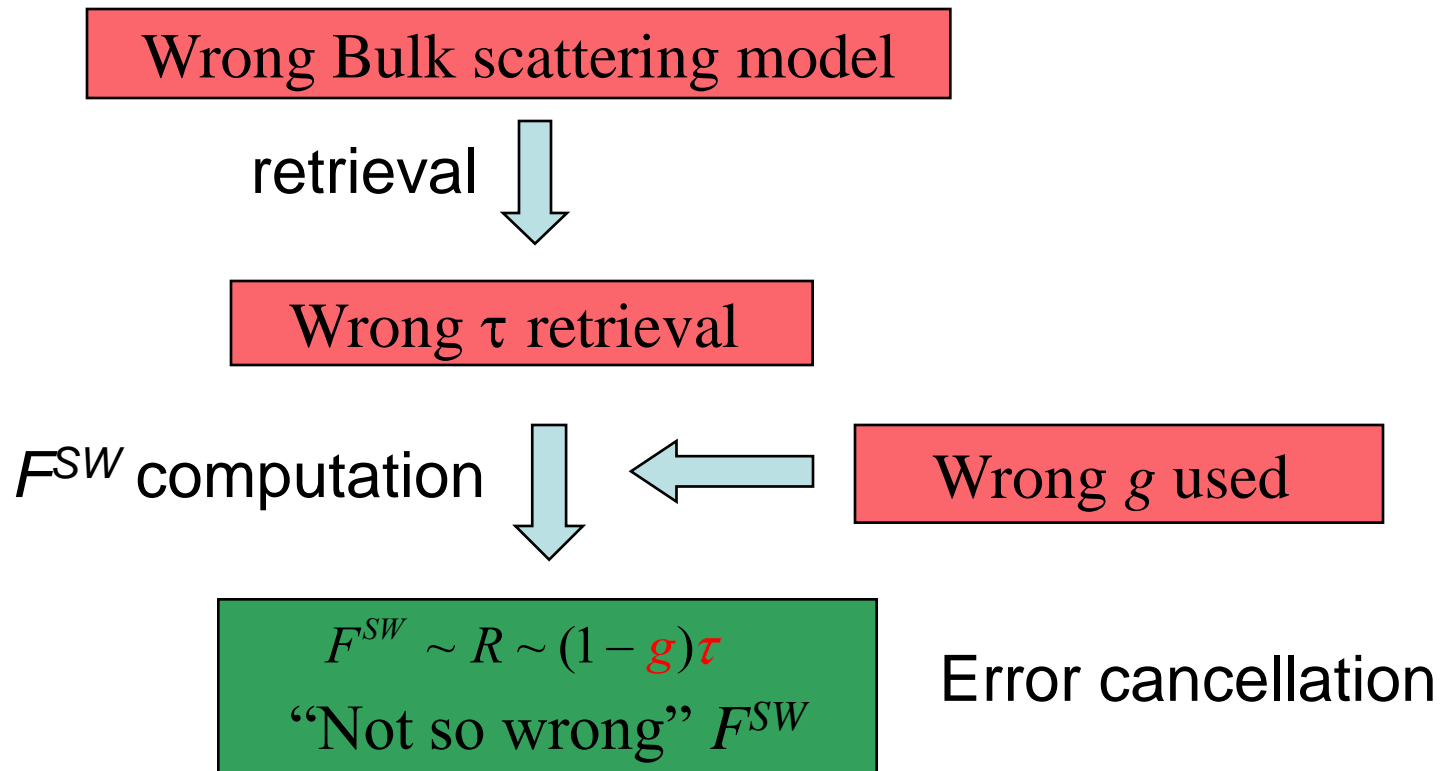 Wrong Bulk scattering model
retrieval
Wrong τ retrieval
F^SW computation
Wrong g used
F^SW ~ R ~ (1 − g)τ
“Not so wrong” F^SW
Error cancellation